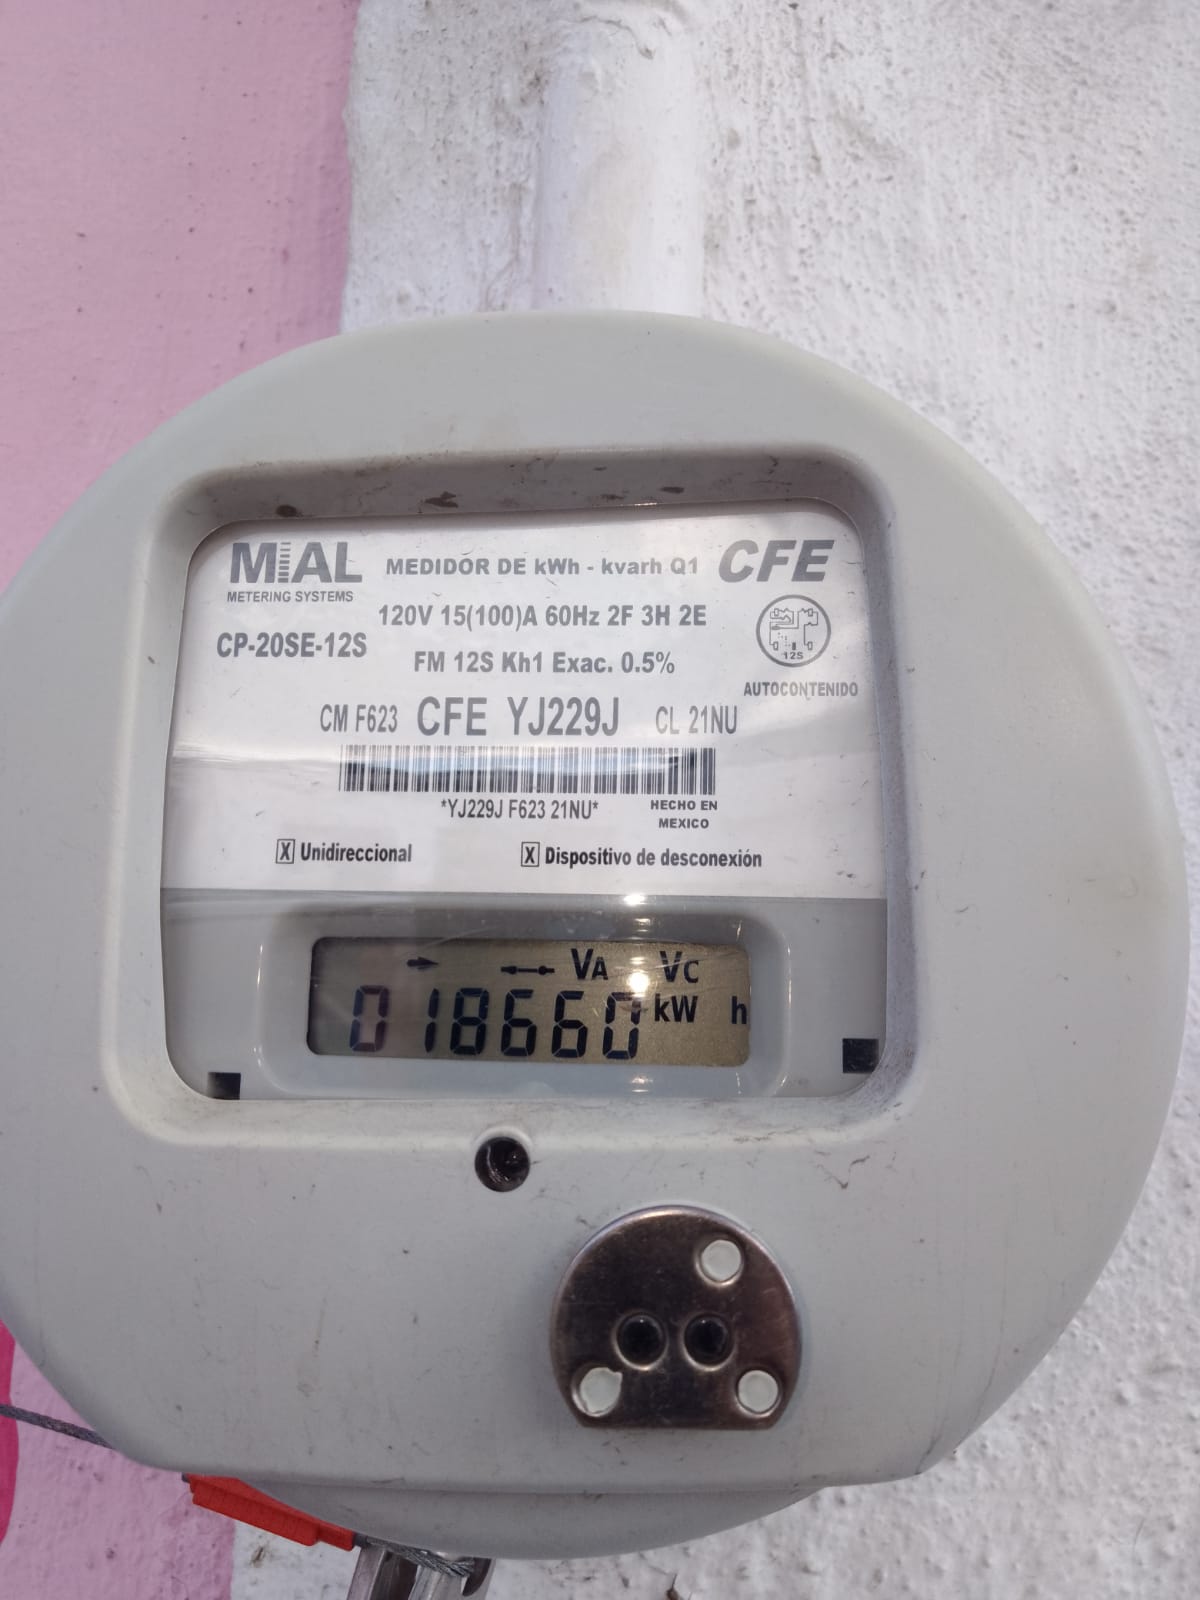 MIAL
METERING SYSTEMS
MEDIDOR DE kWh - kvarh Q1
CFE
120V 15(100)A 60Hz 2F 3H 2E
CP-20SE-12S
FM 12S Kh1 Exac. 0.5%
12S
AUTOCONTENIDO
CM F623 CFE YJ229J CL 21NU
*YJ229J F623 21NU*
HECHO EN
MEXICO
X Unidireccional
X Dispositivo de desconexión
VA VC
018660 kW h